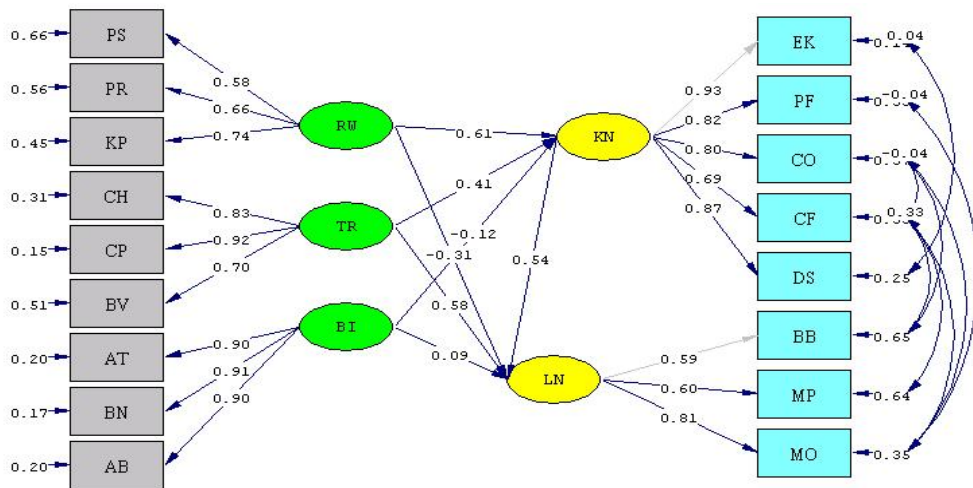 0.66 PS
0.56 PR
0.45 KP
0.31 CH
0.15 CP
0.51 BV
0.20 AT
0.17 BN
0.20 AB
0.58
0.66
0.74
0.83
0.92
0.70
0.90
0.91
0.90
RW
TR
BI
0.61
0.41
-0.12
-0.31
0.58
0.54
0.09
KN
LN
0.93
0.82
0.80
0.69
0.87
0.59
0.60
0.81
EK 0.04
PF -0.04
CO -0.04
CF 0.33
DS 0.25
BB 0.65
MP 0.64
MO 0.35